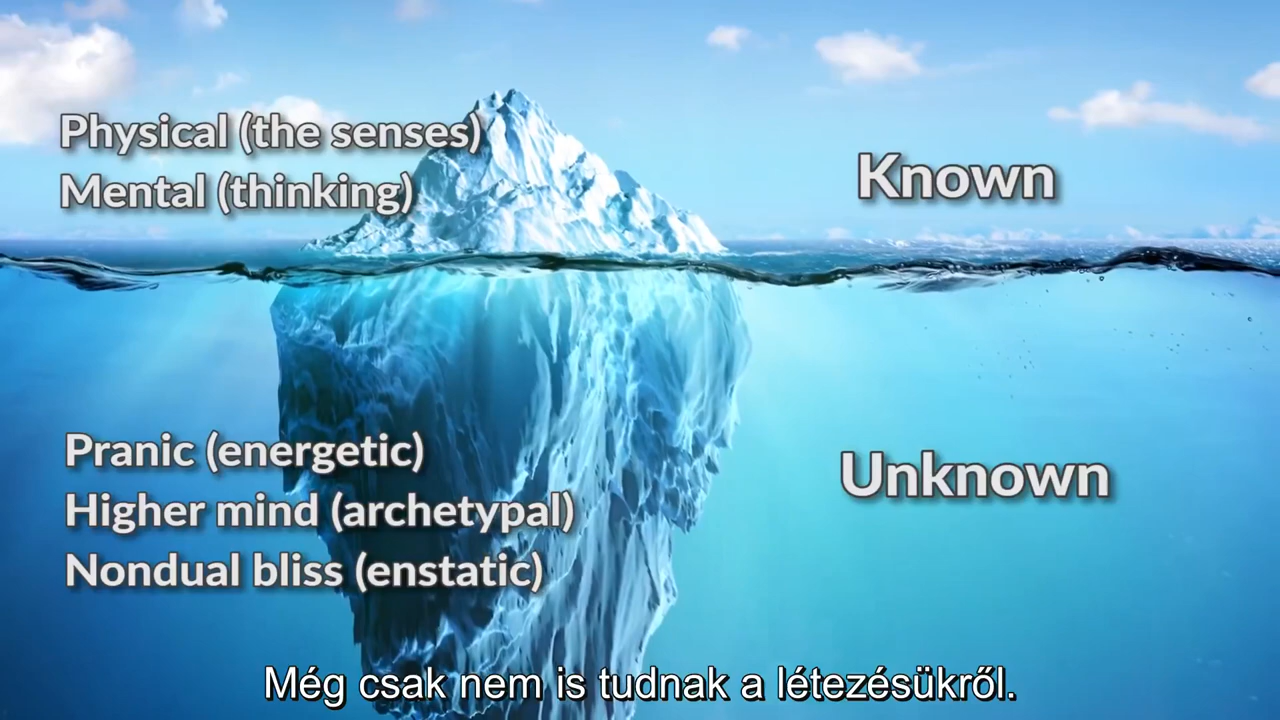 Physical (the senses)
Mental (thinking)
Known
Pranic (energetic)
Higher mind (archetypal)
Nondual bliss (enstatic)
Unknown
Még csak nem is tudnak a létezésükről.